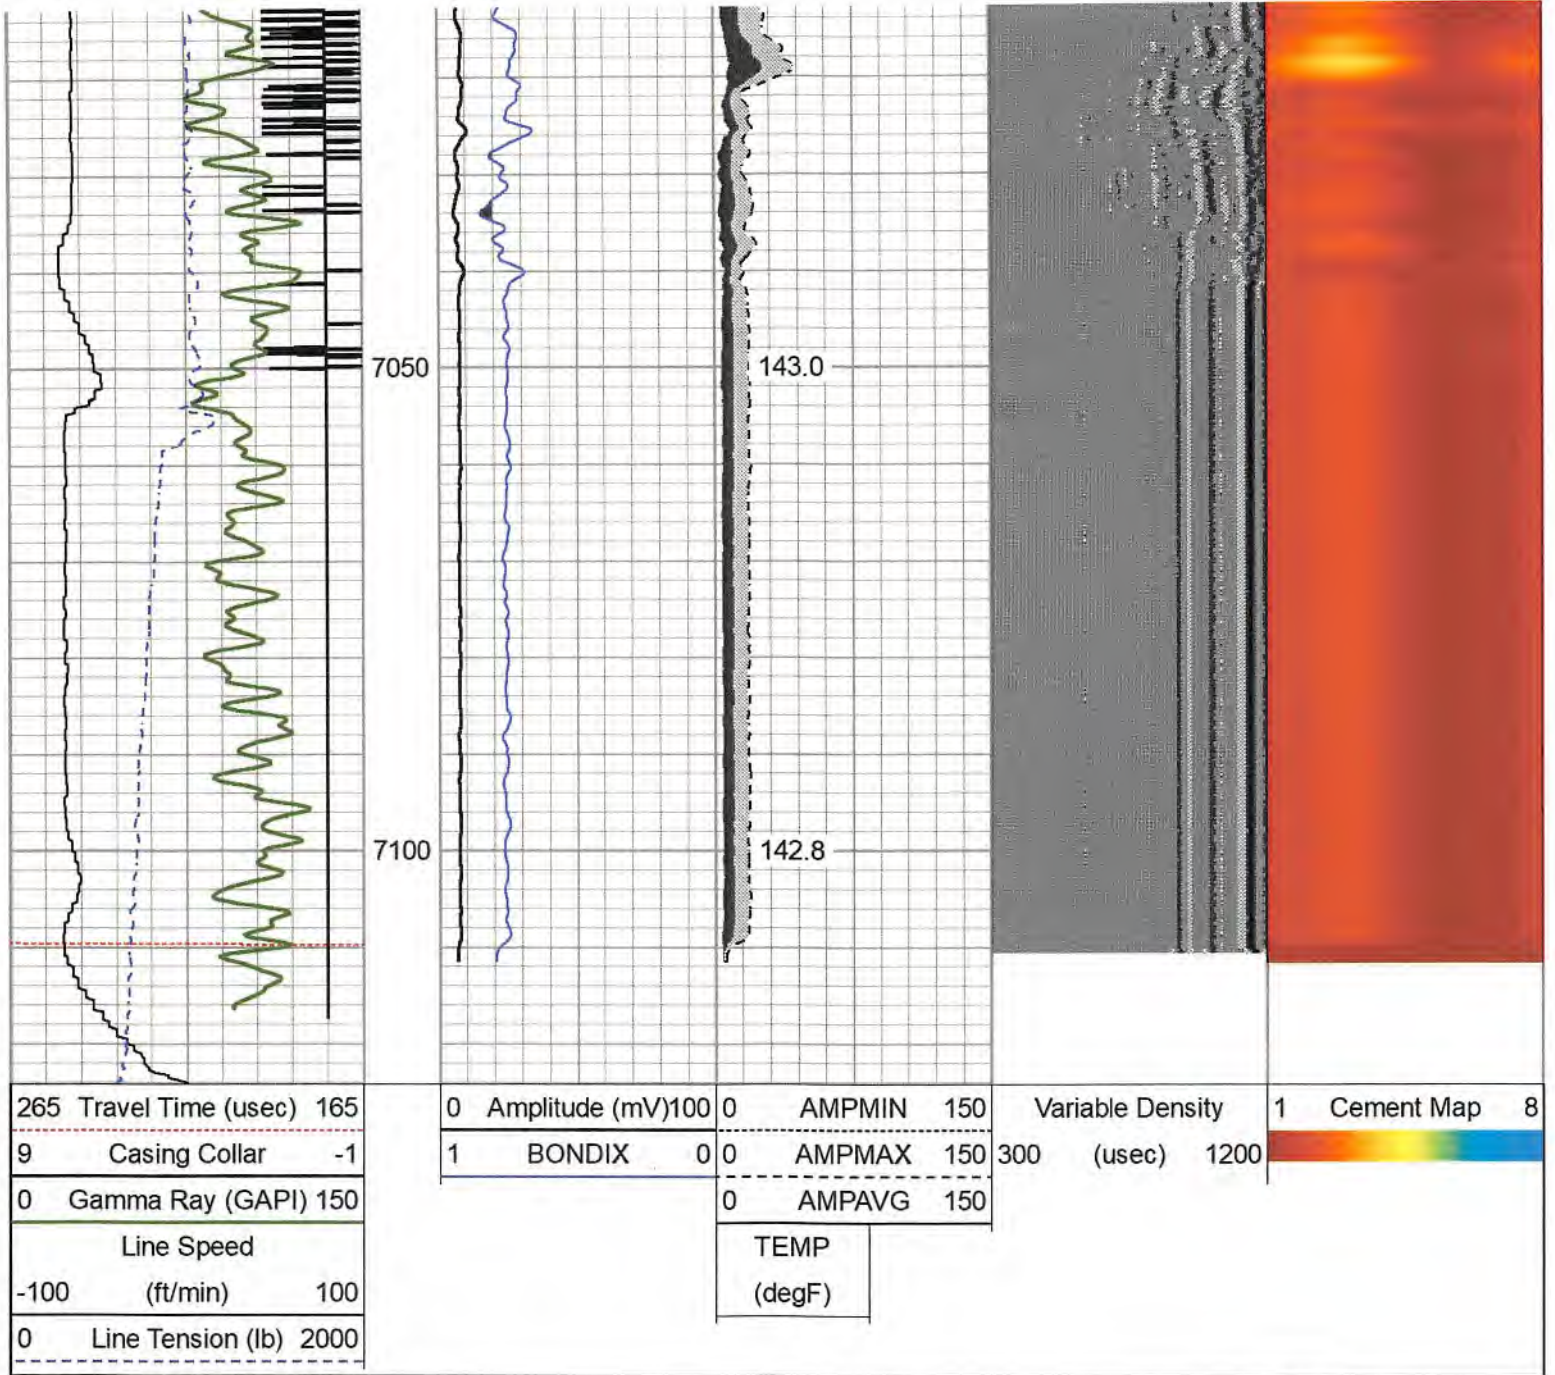 7050
143.0
7100
142.8
265 Travel Time (usec) 165
9 Casing Collar -1
0 Gamma Ray (GAPI) 150
Line Speed
-100 (ft/min) 100
0 Line Tension (lb) 2000
0 Amplitude (mV) 100
1 BONDIX 0
0 AMPMIN 150
0 AMPMAX 150
0 AMPAVG 150
TEMP
(degF)
Variable Density
300 (usec) 1200
1 Cement Map 8